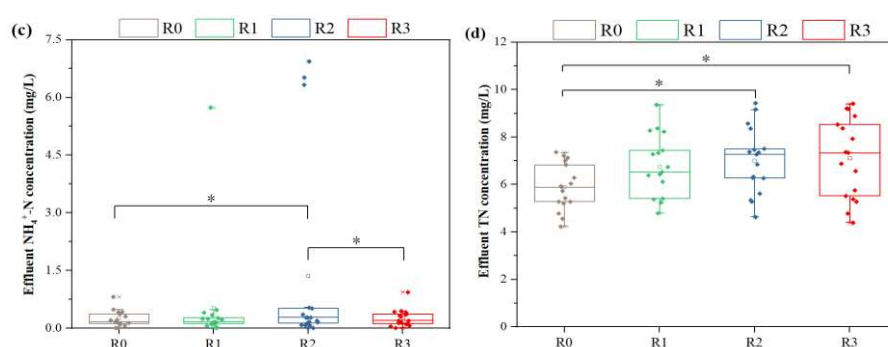 (c)
R0 R1 R2 R3
Effluent NH₄⁺-N concentration (mg/L)
7.5
6.0
4.5
3.0
1.5
0.0
*
*
R0 R1 R2 R3
(d)
R0 R1 R2 R3
Effluent TN concentration (mg/L)
12
10
8
6
4
2
0
*
*
R0 R1 R2 R3